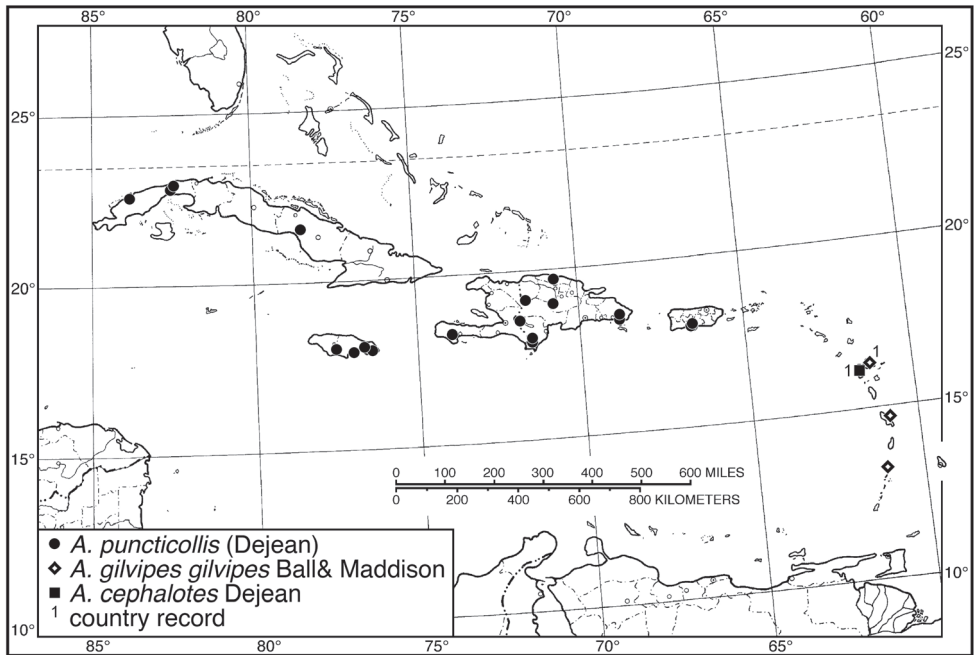 85° 80° 75° 70° 65° 60°
25°
25°
20°
20°
1
1
15°
15°
0 100 200 300 400 500 600 MILES
0 200 400 600 800 KILOMETERS
A. puncticollis (Dejean)
A. gilvipes gilvipes Ball& Maddison
A. cephalotes Dejean
1 country record
10°
10°
85° 80° 75° 70° 65°